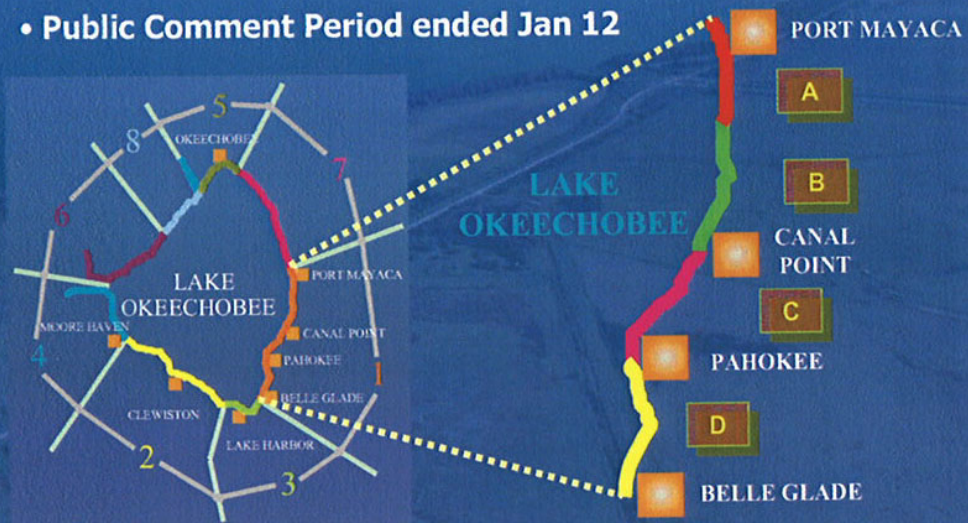 • Public Comment Period ended Jan 12
5
8
OKEECHOBEE
7
6
LAKE
OKEECHOBEE
PORT MAYACA
MOORE HAVEN
CANAL POINT
4
PAHOKEE
1
BELLE GLADE
CLEWISTON
LAKE HARBOR
2
3
PORT MAYACA
A
LAKE
OKEECHOBEE
B
CANAL
POINT
C
PAHOKEE
D
BELLE GLADE